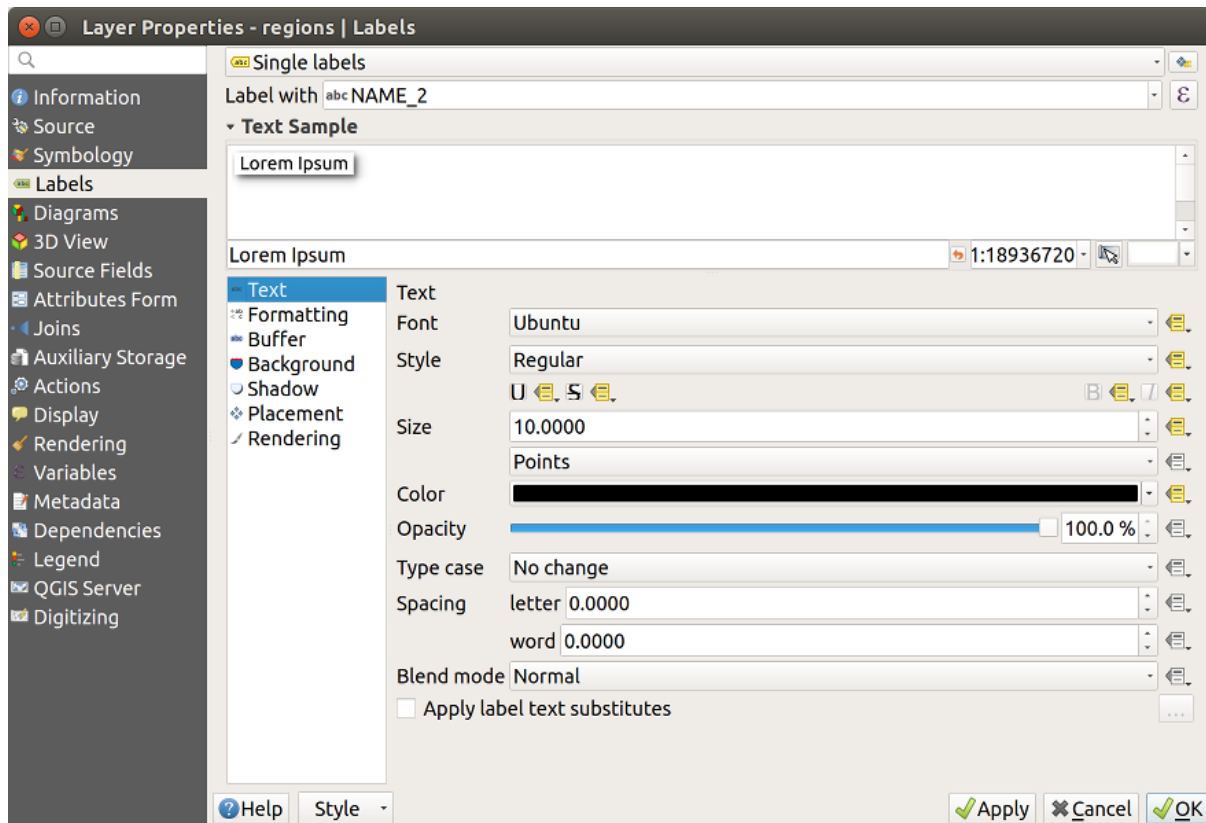 Layer Properties - regions | Labels
Information
Source
Symbology
Labels
Diagrams
3D View
Source Fields
Attributes Form
Joins
Auxiliary Storage
Actions
Display
Rendering
Variables
Metadata
Dependencies
Legend
QGIS Server
Digitizing
Single labels
Label with abc NAME_2
Text Sample
Lorem Ipsum
Lorem Ipsum 1:18936720
Text
Formatting
Buffer
Background
Shadow
Placement
Rendering
Text
Font Ubuntu
Style Regular
U S B I
Size 10.0000
Points
Color
Opacity 100.0 %
Type case No change
Spacing letter 0.0000
word 0.0000
Blend mode Normal
Apply label text substitutes ...
Help Style Apply Cancel OK